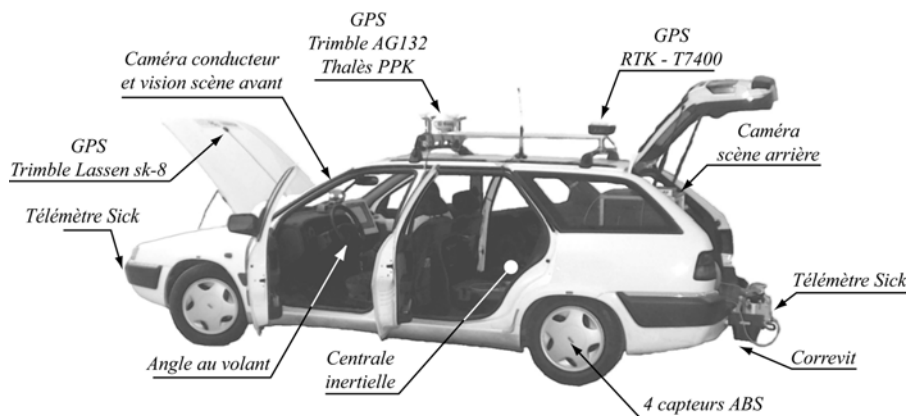 GPS
Trimble AG132
Thalès PPK
GPS
RTK - T7400
Caméra conducteur
et vision scène avant
Caméra
scène arrière
GPS
Trimble Lassen sk-8
Télémètre Sick
Télémètre Sick
Angle au volant
Centrale
inertielle
Correvit
4 capteurs ABS